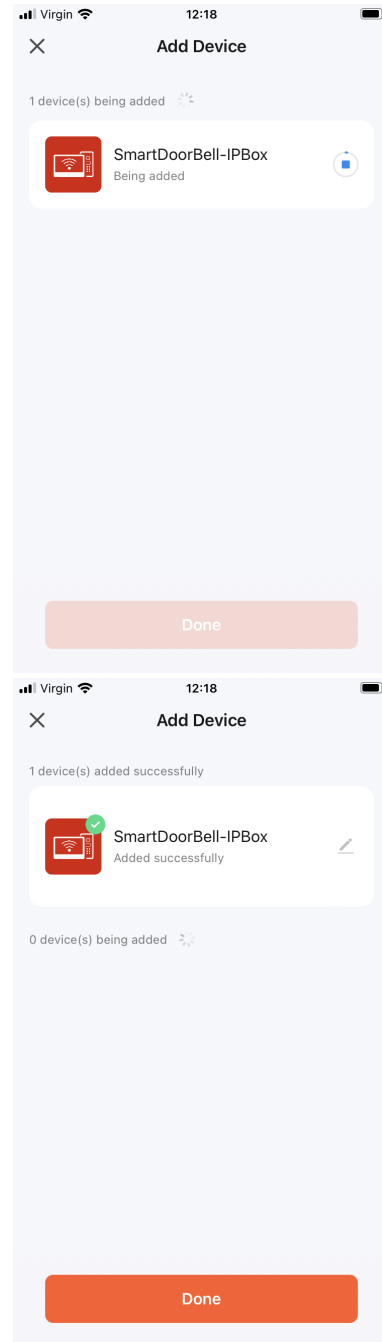 Virgin 12:18
Add Device
1 device(s) being added
SmartDoorBell-IPBox
Being added
Done
Virgin 12:18
Add Device
1 device(s) added successfully
SmartDoorBell-IPBox
Added successfully
0 device(s) being added
Done